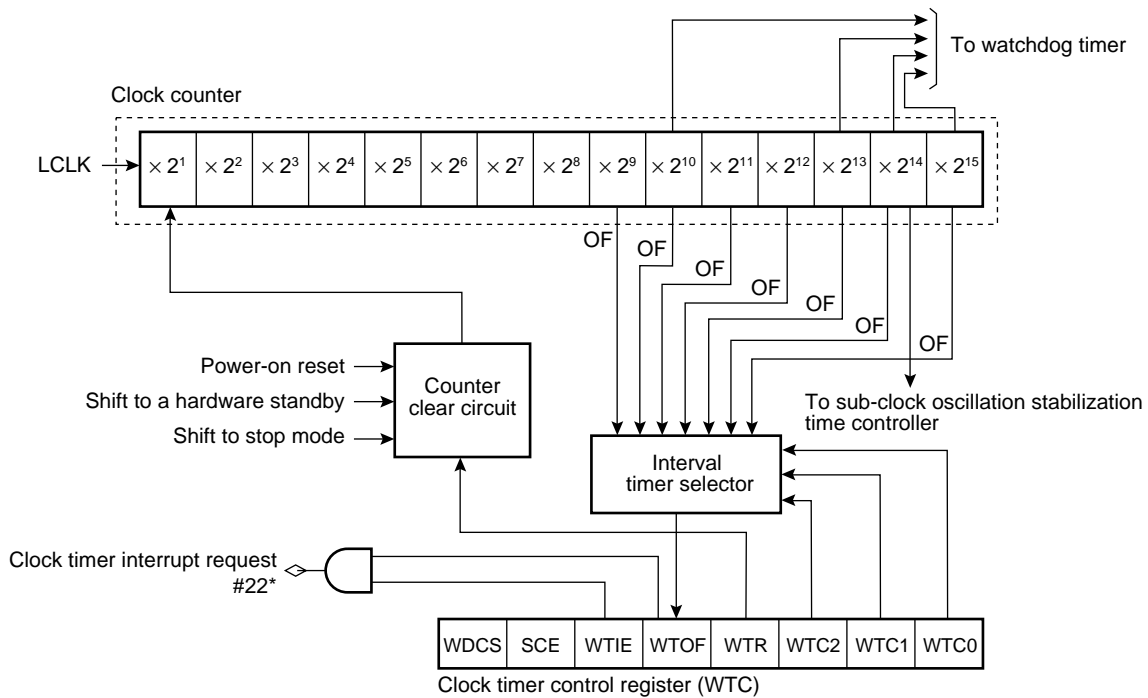 To watchdog timer
Clock counter
LCLK
× 2¹ × 2² × 2³ × 2⁴ × 2⁵ × 2⁶ × 2⁷ × 2⁸ × 2⁹ × 2¹⁰ × 2¹¹ × 2¹² × 2¹³ × 2¹⁴ × 2¹⁵
OF
OF
OF
OF
OF
OF
OF
Power-on reset
Shift to a hardware standby
Shift to stop mode
Counter
clear circuit
To sub-clock oscillation stabilization
time controller
Interval
timer selector
Clock timer interrupt request
#22*
WDCS SCE WTIE WTOF WTR WTC2 WTC1 WTC0
Clock timer control register (WTC)